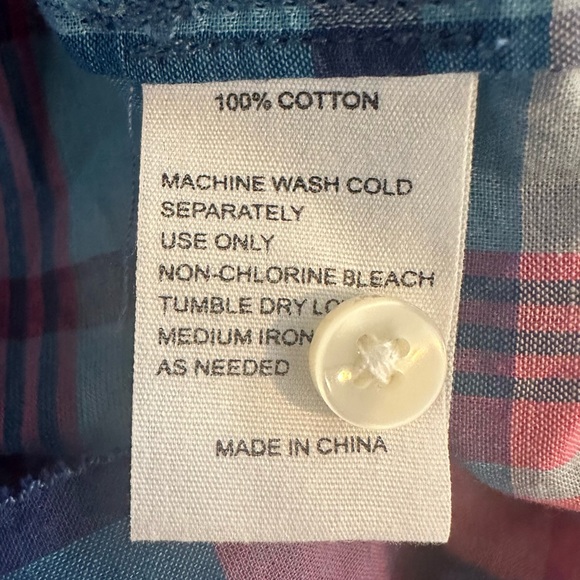 100% COTTON
MACHINE WASH COLD
SEPARATELY
USE ONLY
NON-CHLORINE BLEACH
TUMBLE DRY
MEDIUM IRON
AS NEEDED
MADE IN CHINA